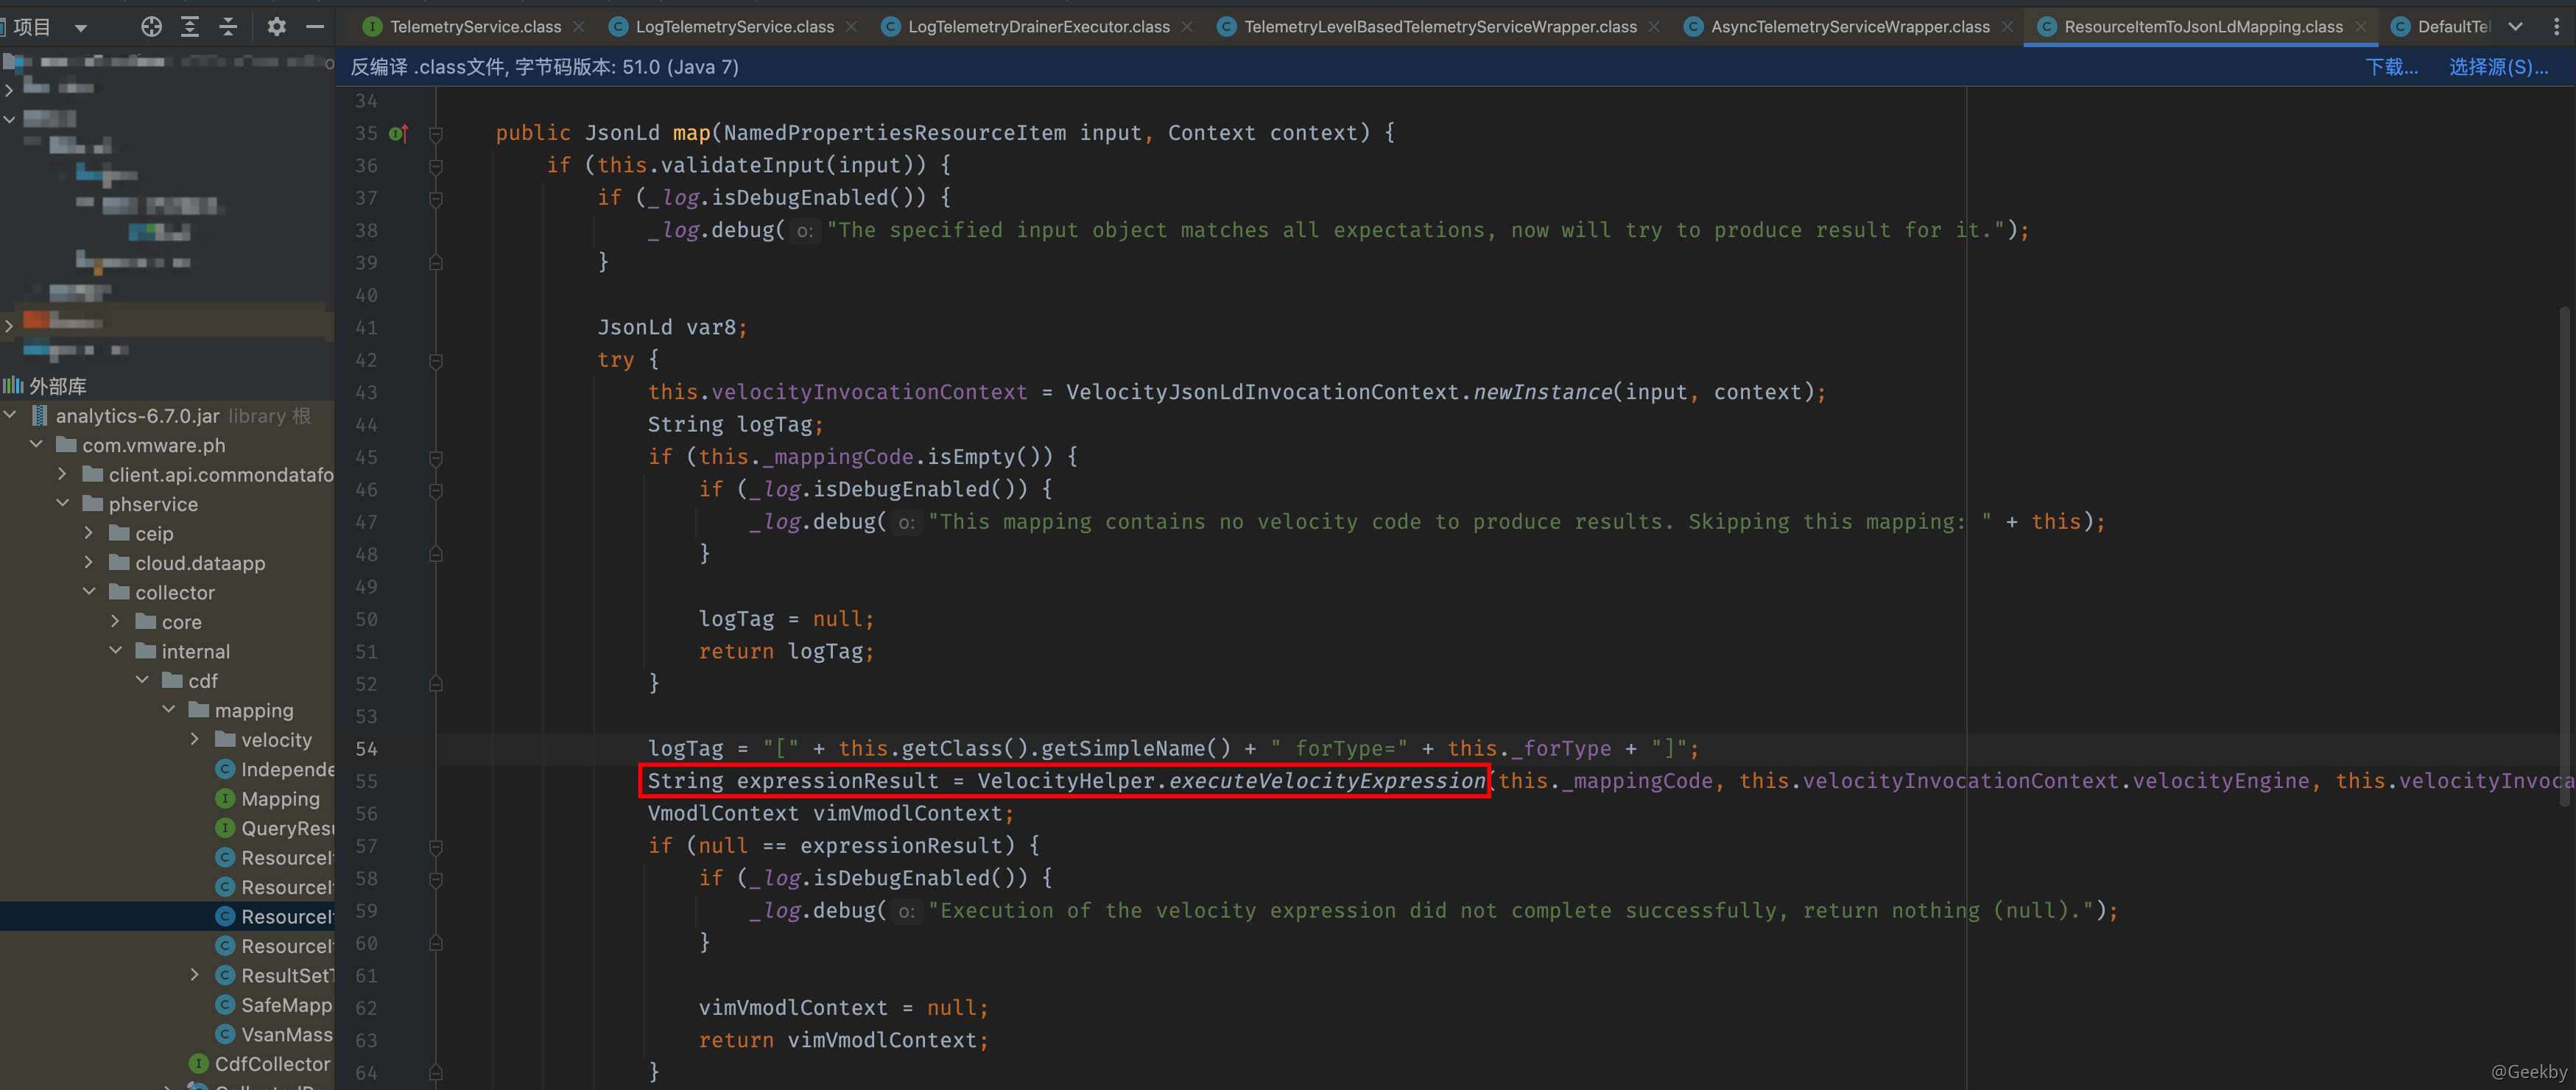 项目
TelemetryService.class
LogTelemetryService.class
LogTelemetryDrainerExecutor.class
TelemetryLevelBasedTelemetryServiceWrapper.class
AsyncTelemetryServiceWrapper.class
ResourceItemToJsonLdMapping.class
DefaultTel
反编译 .class文件, 字节码版本: 51.0 (Java 7)
下载...
选择源(S)...
外部库
analytics-6.7.0.jar library 根
com.vmware.ph
client.api.commondatafo
phservice
ceip
cloud.dataapp
collector
core
internal
cdf
mapping
velocity
Independe
Mapping
QueryResu
ResourceIt
ResourceIt
ResourceIt
ResourceIt
ResultSetT
SafeMapp
VsanMass
CdfCollector
34
35 public JsonLd map(NamedPropertiesResourceItem input, Context context) {
36 if (this.validateInput(input)) {
37 if (_log.isDebugEnabled()) {
38 _log.debug( o: "The specified input object matches all expectations, now will try to produce result for it.");
39 }
40
41 JsonLd var8;
42 try {
43 this.velocityInvocationContext = VelocityJsonLdInvocationContext.newInstance(input, context);
44 String logTag;
45 if (this._mappingCode.isEmpty()) {
46 if (_log.isDebugEnabled()) {
47 _log.debug( o: "This mapping contains no velocity code to produce results. Skipping this mapping: " + this);
48 }
49
50 logTag = null;
51 return logTag;
52 }
53
54 logTag = "[" + this.getClass().getSimpleName() + " forType=" + this._forType + "]";
55 String expressionResult = VelocityHelper.executeVelocityExpression(this._mappingCode, this.velocityInvocationContext.velocityEngine, this.velocityInvoca
56 VmodlContext vimVmodlContext;
57 if (null == expressionResult) {
58 if (_log.isDebugEnabled()) {
59 _log.debug( o: "Execution of the velocity expression did not complete successfully, return nothing (null).");
60 }
61
62 vimVmodlContext = null;
63 return vimVmodlContext;
64 }
@Geekby